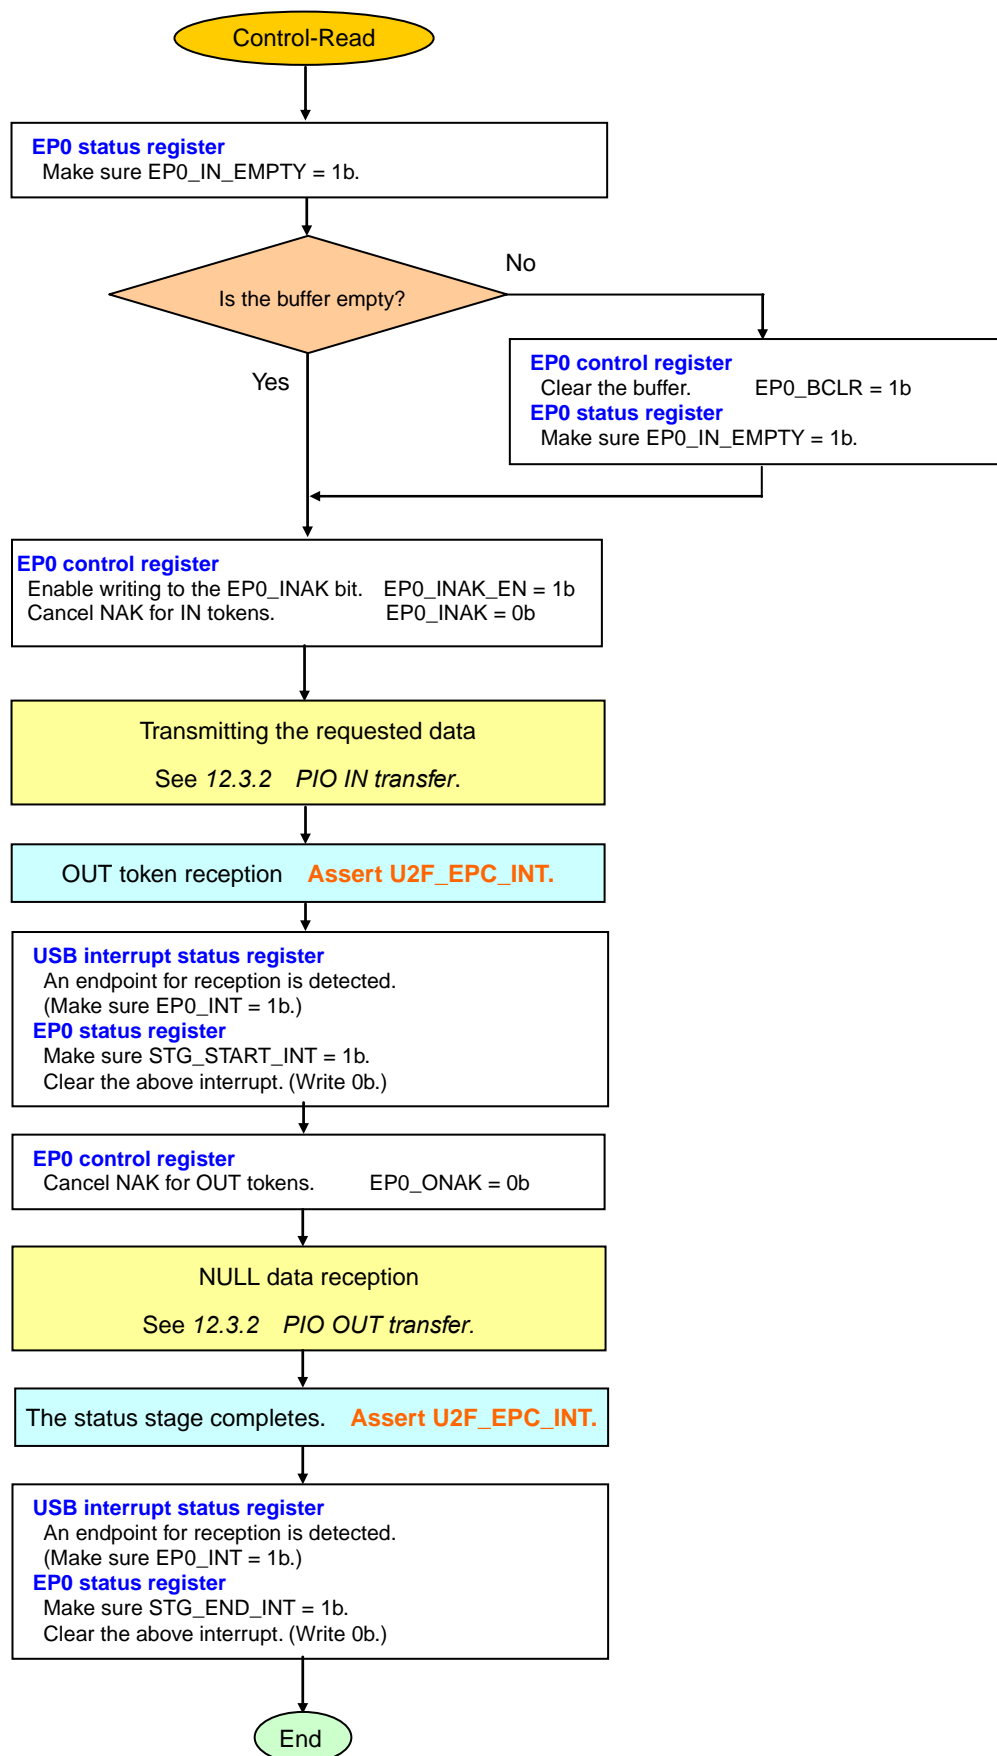 Control-Read
EP0 status register
Make sure EP0_IN_EMPTY = 1b.
No
Is the buffer empty?
EP0 control register
Clear the buffer. EP0_BCLR = 1b
EP0 status register
Make sure EP0_IN_EMPTY = 1b.
Yes
EP0 control register
Enable writing to the EP0_INAK bit. EP0_INAK_EN = 1b
Cancel NAK for IN tokens. EP0_INAK = 0b
Transmitting the requested data
See 12.3.2 PIO IN transfer.
OUT token reception Assert U2F_EPC_INT.
USB interrupt status register
An endpoint for reception is detected.
(Make sure EP0_INT = 1b.)
EP0 status register
Make sure STG_START_INT = 1b.
Clear the above interrupt. (Write 0b.)
EP0 control register
Cancel NAK for OUT tokens. EP0_ONAK = 0b
NULL data reception
See 12.3.2 PIO OUT transfer.
The status stage completes. Assert U2F_EPC_INT.
USB interrupt status register
An endpoint for reception is detected.
(Make sure EP0_INT = 1b.)
EP0 status register
Make sure STG_END_INT = 1b.
Clear the above interrupt. (Write 0b.)
End